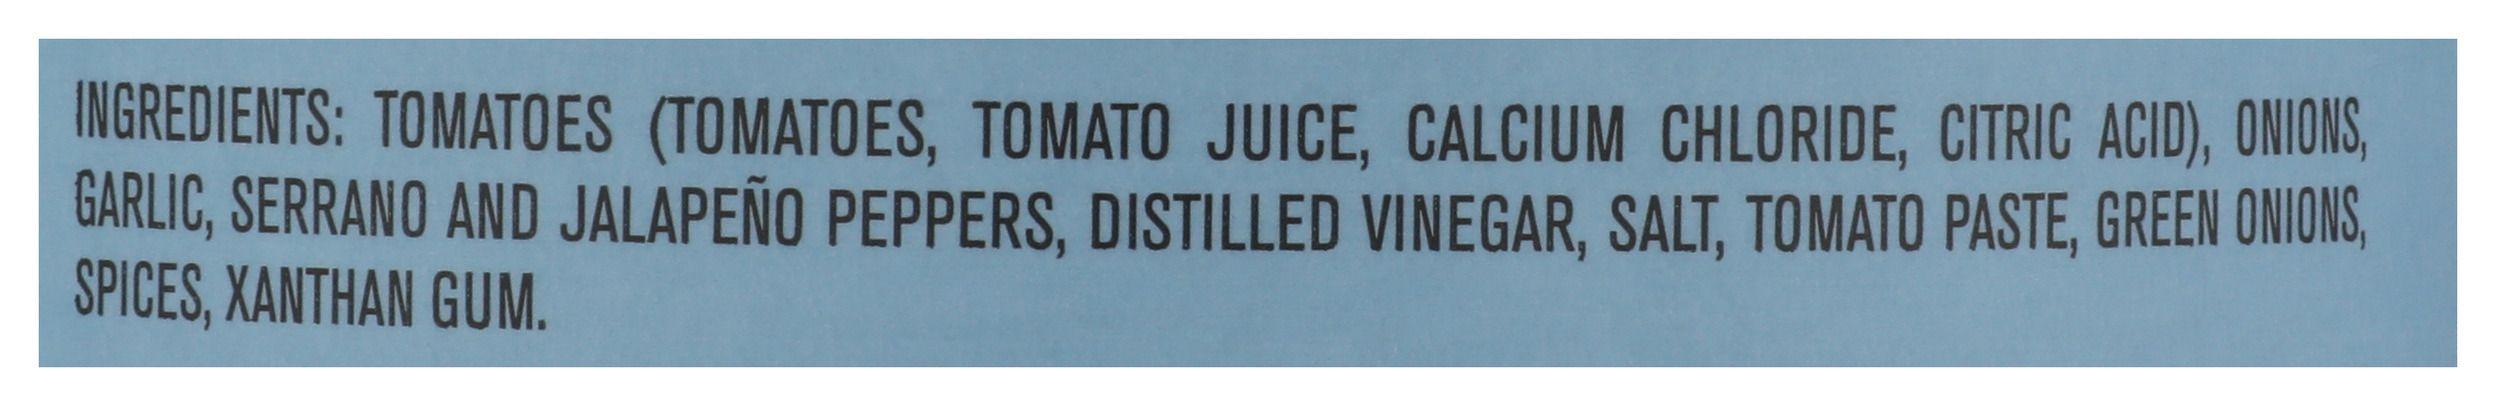 INGREDIENTS: TOMATOES (TOMATOES, TOMATO JUICE, CALCIUM CHLORIDE, CITRIC ACID), ONIONS,
GARLIC, SERRANO AND JALAPEÑO PEPPERS, DISTILLED VINEGAR, SALT, TOMATO PASTE, GREEN ONIONS,
SPICES, XANTHAN GUM.